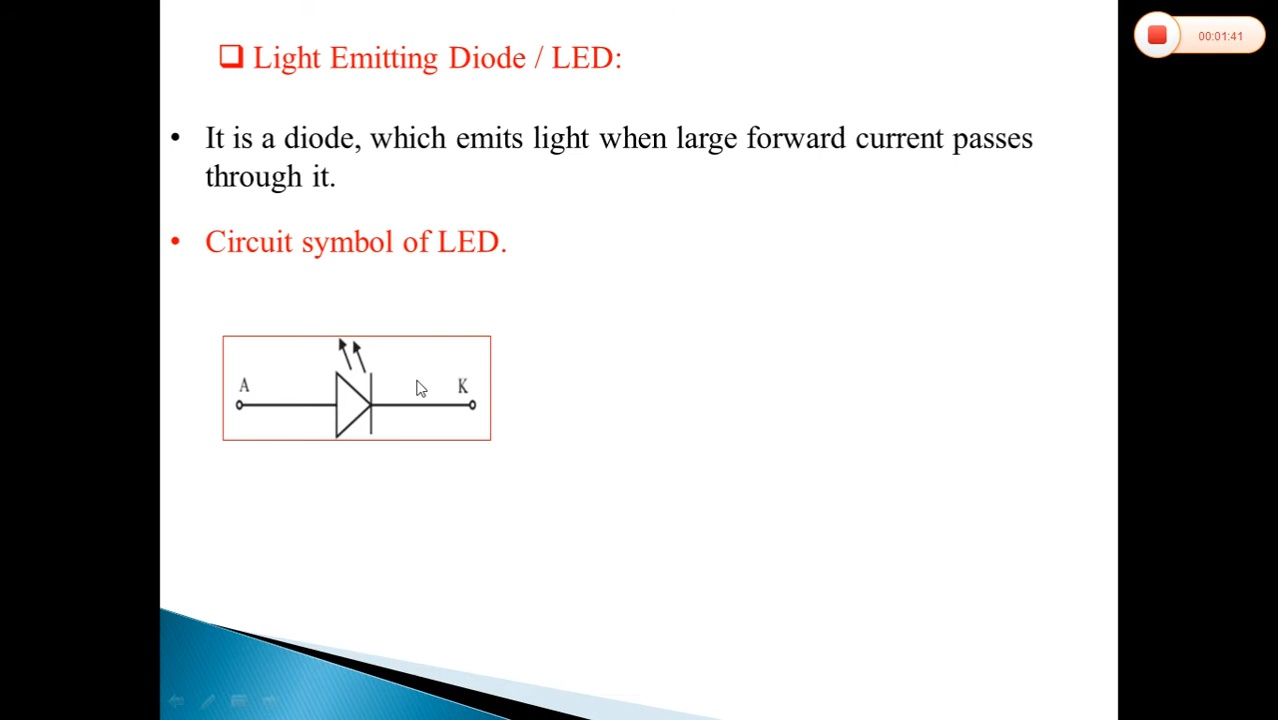 00:01:41
❑ Light Emitting Diode / LED:
• It is a diode, which emits light when large forward current passes
through it.
• Circuit symbol of LED.
A K